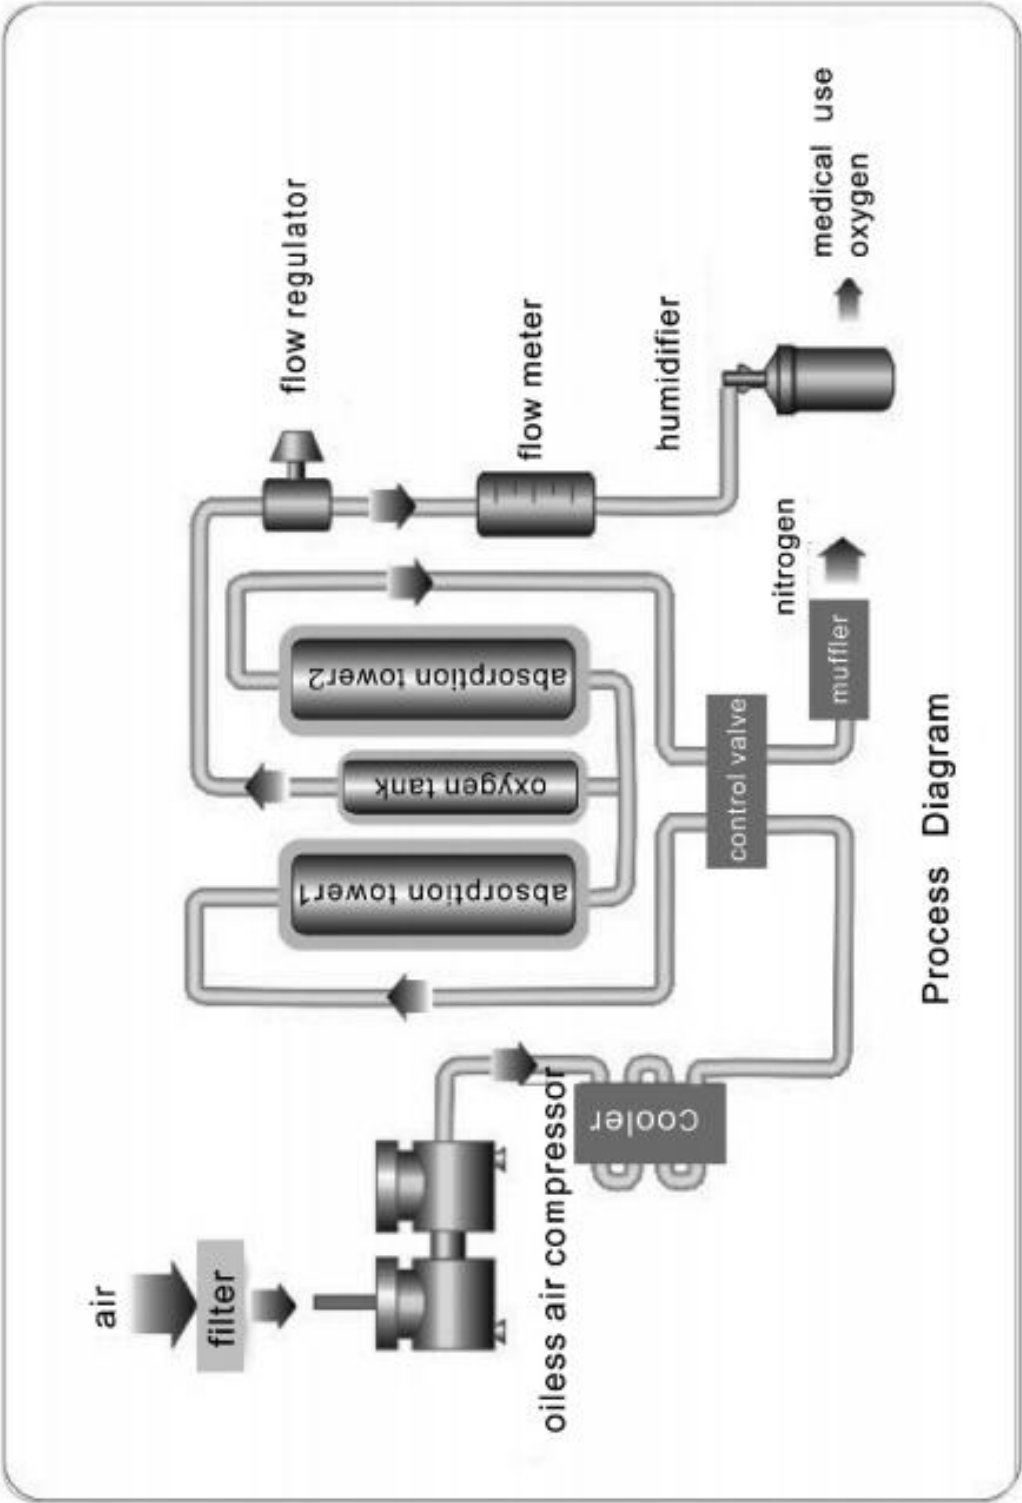 air
filter
oiless air compressor
Cooler
absorption tower1
oxygen tank
absorption tower2
control valve
muffler
nitrogen
flow regulator
flow meter
humidifier
medical use
oxygen
Process Diagram